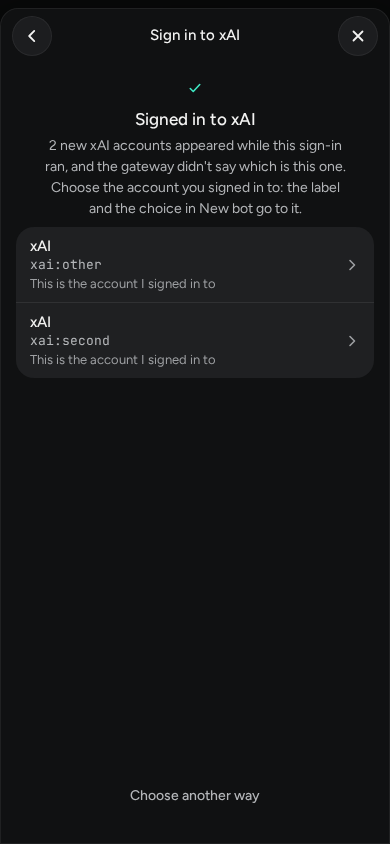 Sign in to xAI
Signed in to xAI
2 new xAI accounts appeared while this sign-in
ran, and the gateway didn't say which is this one.
Choose the account you signed in to: the label
and the choice in New bot go to it.
xAI
xai:other
This is the account I signed in to
xAI
xai:second
This is the account I signed in to
Choose another way